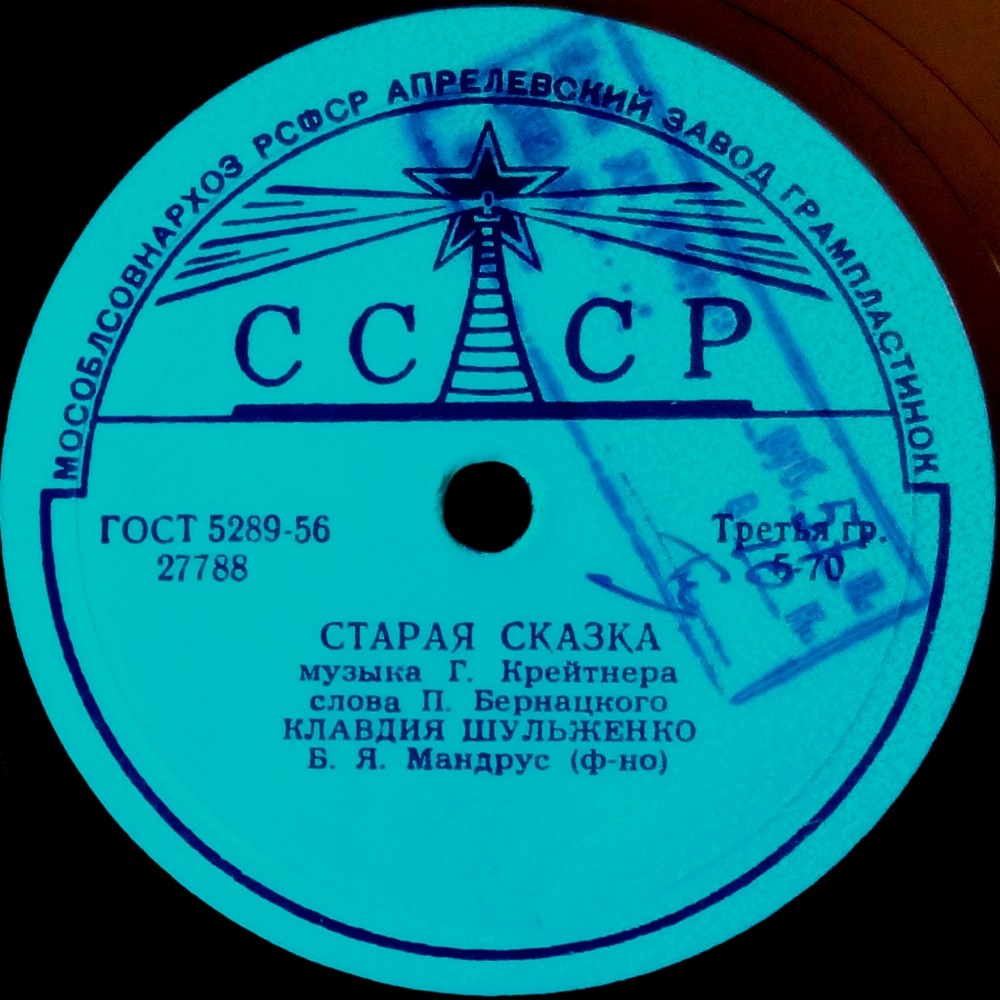 МОСОБЛСОВНАРХОЗ РСФСР АПРЕЛЕВСКИЙ ЗАВОД ГРАМПЛАСТИНОК
СССР
ГОСТ 5289-56
27788
Третья гр.
5-70
СТАРАЯ СКАЗКА
музыка Г. Крейтнера
слова П. Бернацкого
КЛАВДИЯ ШУЛЬЖЕНКО
Б. Я. Мандрус (ф-но)